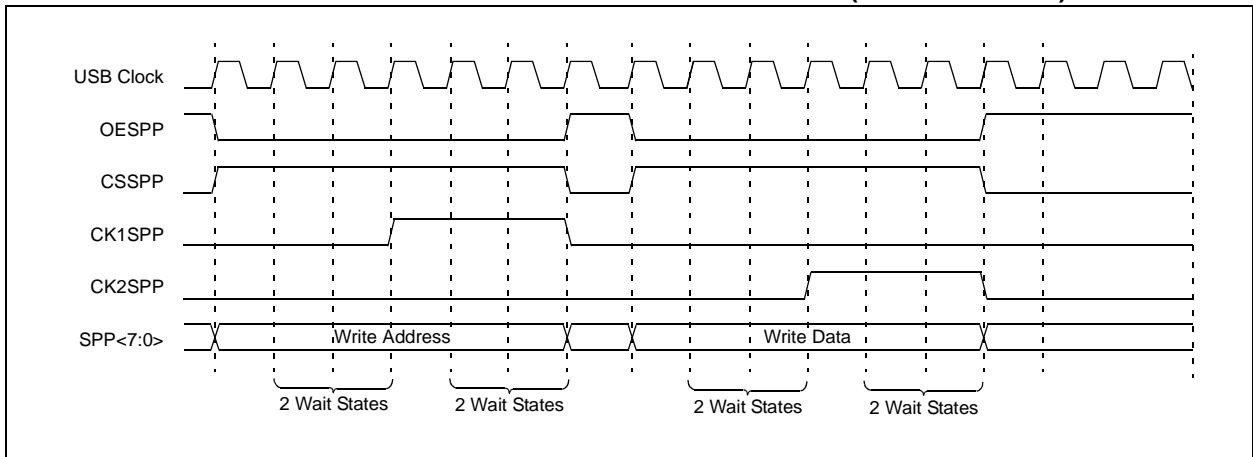 USB Clock
OESPP
CSSPP
CK1SPP
CK2SPP
SPP<7:0>
Write Address
Write Data
2 Wait States
2 Wait States
2 Wait States
2 Wait States